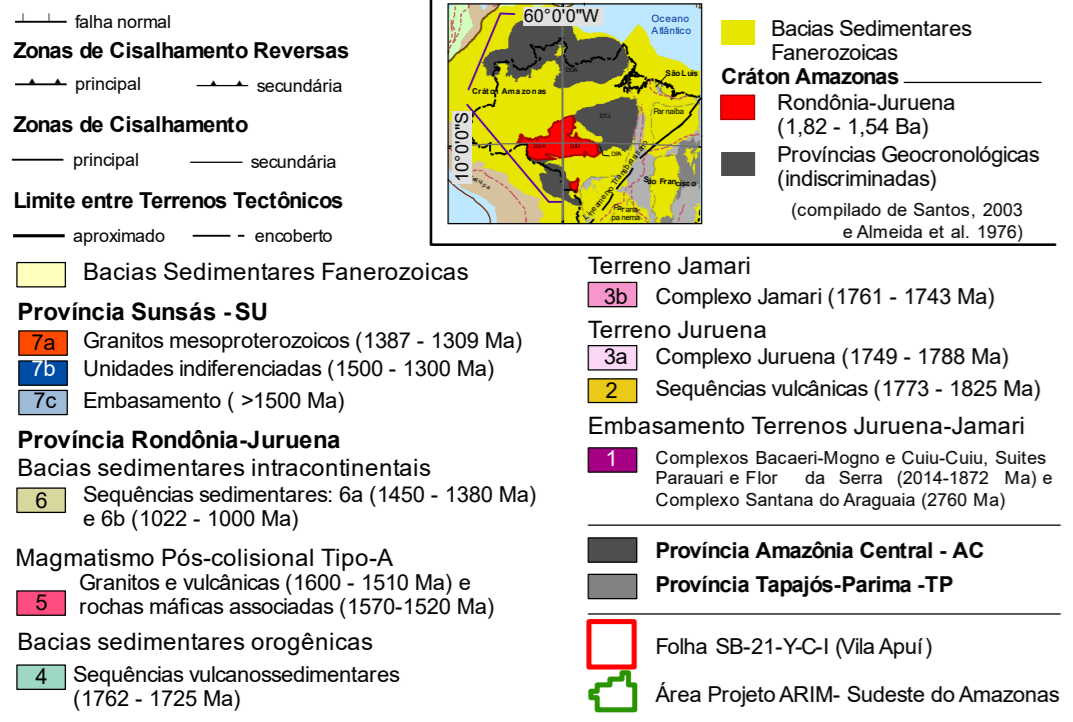 falha normal
Zonas de Cisalhamento Reversas
principal
secundária
Zonas de Cisalhamento
principal
secundária
Limite entre Terrenos Tectônicos
aproximado
encoberto
60°0'0"W
10°0'0"S
Oceano
Atlântico
Cráton Amazonas
São Luis
Parnaíba
São Francisco
Lineamento Transbrasiliano
Parana-
panema
DTJ
Bacias Sedimentares
Fanerozoicas
Cráton Amazonas
Rondônia-Juruena
(1,82 - 1,54 Ba)
Províncias Geocronológicas
(indiscriminadas)
(compilado de Santos, 2003
e Almeida et al. 1976)
Bacias Sedimentares Fanerozoicas
Província Sunsás - SU
7a Granitos mesoproterozoicos (1387 - 1309 Ma)
7b Unidades indiferenciadas (1500 - 1300 Ma)
7c Embasamento ( >1500 Ma)
Província Rondônia-Juruena
Bacias sedimentares intracontinentais
6 Sequências sedimentares: 6a (1450 - 1380 Ma)
e 6b (1022 - 1000 Ma)
Magmatismo Pós-colisional Tipo-A
5 Granitos e vulcânicas (1600 - 1510 Ma) e
rochas máficas associadas (1570-1520 Ma)
Bacias sedimentares orogênicas
4 Sequências vulcanossedimentares
(1762 - 1725 Ma)
Terreno Jamari
3b Complexo Jamari (1761 - 1743 Ma)
Terreno Juruena
3a Complexo Juruena (1749 - 1788 Ma)
2 Sequências vulcânicas (1773 - 1825 Ma)
Embasamento Terrenos Juruena-Jamari
1 Complexos Bacaeri-Mogno e Cuiu-Cuiu, Suites
Parauari e Flor da Serra (2014-1872 Ma) e
Complexo Santana do Araguaia (2760 Ma)
Província Amazônia Central - AC
Província Tapajós-Parima -TP
Folha SB-21-Y-C-I (Vila Apuí)
Área Projeto ARIM- Sudeste do Amazonas